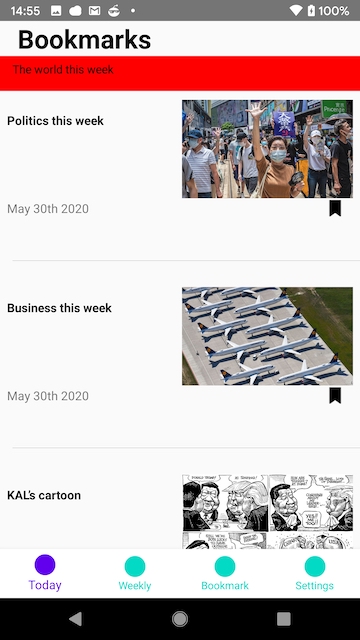 14:55
100%
Bookmarks
The world this week
Politics this week
May 30th 2020
Business this week
May 30th 2020
KAL's cartoon
Today
Weekly
Bookmark
Settings